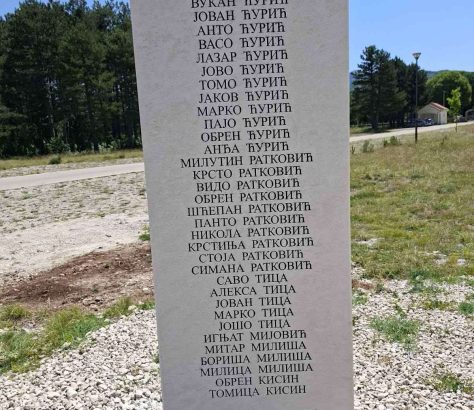 ВУКАН ЂУРИЋ
ЈОВАН ЂУРИЋ
АНТО ЂУРИЋ
ВАСО ЂУРИЋ
ЛАЗАР ЂУРИЋ
ЈОВО ЂУРИЋ
ТОМО ЂУРИЋ
ЈАКОВ ЂУРИЋ
МАРКО ЂУРИЋ
ПАЈО ЂУРИЋ
ОБРЕН ЂУРИЋ
АНЂА ЂУРИЋ
МИЛУТИН РАТКОВИЋ
КРСТО РАТКОВИЋ
ВИДО РАТКОВИЋ
ОБРЕН РАТКОВИЋ
ШЋЕПАН РАТКОВИЋ
ПАНТО РАТКОВИЋ
НИКОЛА РАТКОВИЋ
КРСТИЊА РАТКОВИЋ
СТОЈА РАТКОВИЋ
СИМАНА РАТКОВИЋ
САВО ТИЦА
АЛЕКСА ТИЦА
ЈОВАН ТИЦА
МАРКО ТИЦА
ЈОШО ТИЦА
ИГЊАТ МИЈОВИЋ
МИТАР МИЛИША
БОРИША МИЛИША
МИЛИЦА МИЛИША
ОБРЕН КИСИН
ТОМИЦА КИСИН